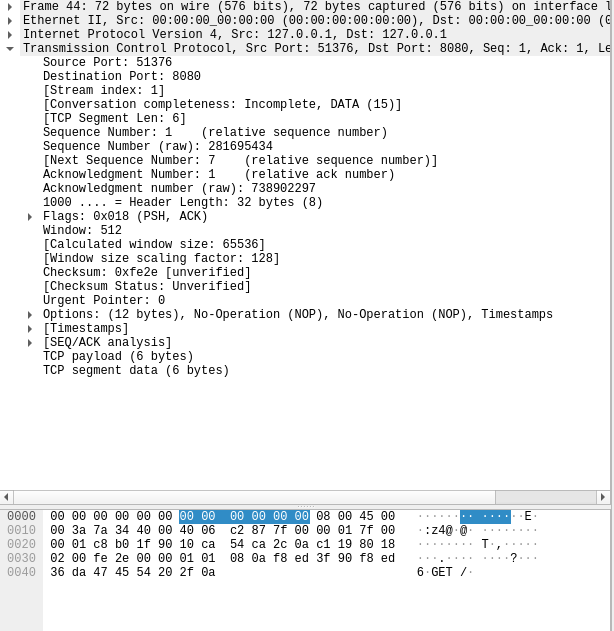 Frame 44: 72 bytes on wire (576 bits), 72 bytes captured (576 bits) on interface l
Ethernet II, Src: 00:00:00_00:00:00 (00:00:00:00:00:00), Dst: 00:00:00_00:00:00 (0
Internet Protocol Version 4, Src: 127.0.0.1, Dst: 127.0.0.1
Transmission Control Protocol, Src Port: 51376, Dst Port: 8080, Seq: 1, Ack: 1, Le
Source Port: 51376
Destination Port: 8080
[Stream index: 1]
[Conversation completeness: Incomplete, DATA (15)]
[TCP Segment Len: 6]
Sequence Number: 1    (relative sequence number)
Sequence Number (raw): 281695434
[Next Sequence Number: 7    (relative sequence number)]
Acknowledgment Number: 1    (relative ack number)
Acknowledgment number (raw): 738902297
1000 .... = Header Length: 32 bytes (8)
Flags: 0x018 (PSH, ACK)
Window: 512
[Calculated window size: 65536]
[Window size scaling factor: 128]
Checksum: 0xfe2e [unverified]
[Checksum Status: Unverified]
Urgent Pointer: 0
Options: (12 bytes), No-Operation (NOP), No-Operation (NOP), Timestamps
[Timestamps]
[SEQ/ACK analysis]
TCP payload (6 bytes)
TCP segment data (6 bytes)
0000 00 00 00 00 00 00 00 00  00 00 00 00 08 00 45 00 ········ ······E·
0010 00 3a 7a 34 40 00 40 06  c2 87 7f 00 00 01 7f 00 ·:z4@·@· ········
0020 00 01 c8 b0 1f 90 10 ca  54 ca 2c 0a c1 19 80 18 ········ T·,·····
0030 02 00 fe 2e 00 00 01 01  08 0a f8 ed 3f 90 f8 ed ···.···· ····?···
0040 36 da 47 45 54 20 2f 0a 6·GET /·